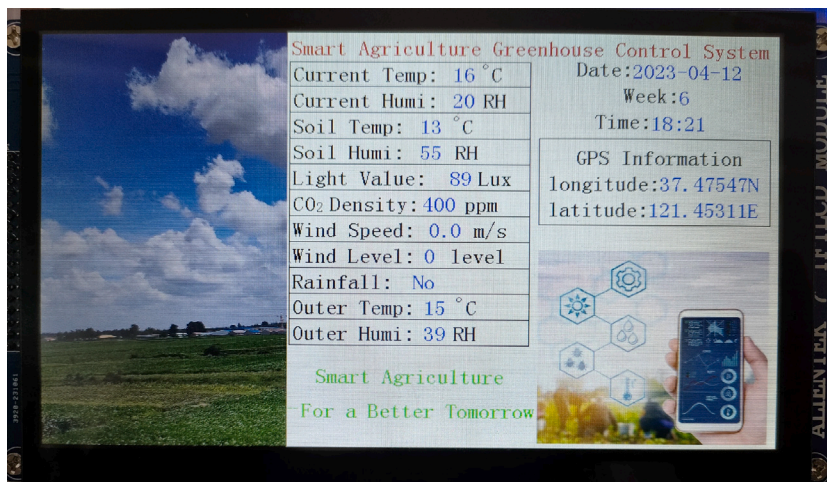 Smart Agriculture Greenhouse Control System
Current Temp: 16 °C
Current Humi: 20 RH
Soil Temp: 13 °C
Soil Humi: 55 RH
Light Value: 89 Lux
CO2 Density: 400 ppm
Wind Speed: 0.0 m/s
Wind Level: 0 level
Rainfall: No
Outer Temp: 15 °C
Outer Humi: 39 RH
Smart Agriculture
For a Better Tomorrow
Date:2023-04-12
Week:6
Time:18:21
GPS Information
longitude:37.47547N
latitude:121.45311E
ALIENTEK
MODULE